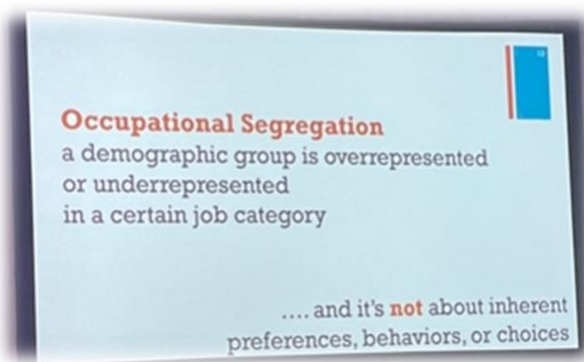 Occupational Segregation
a demographic group is overrepresented
or underrepresented
in a certain job category
.... and it's not about inherent
preferences, behaviors, or choices